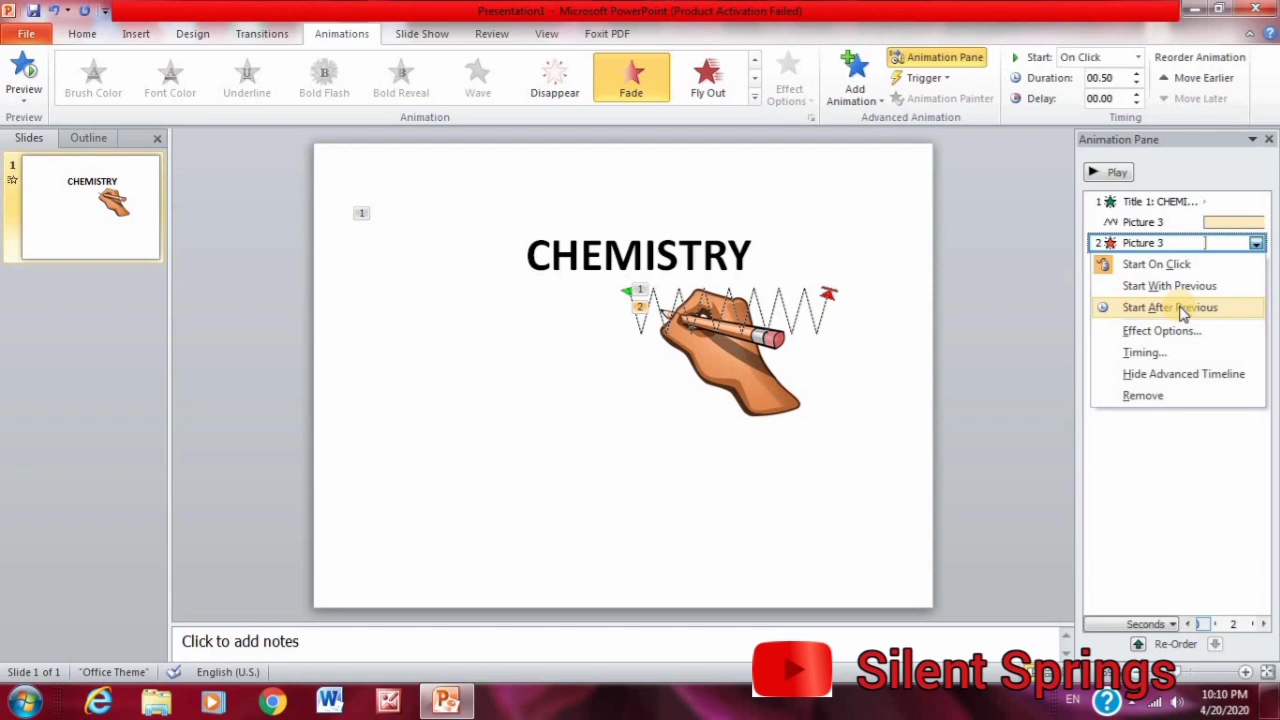 Presentation1 - Microsoft PowerPoint (Product Activation Failed)
File Home Insert Design Transitions Animations Slide Show Review View Foxit PDF
Preview
Preview
Brush Color Font Color Underline Bold Flash Bold Reveal Wave Disappear Fade Fly Out
Animation
Effect Options
Add Animation
Animation Pane
Trigger
Animation Painter
Advanced Animation
Start: On Click
Duration: 00.50
Delay: 00.00
Timing
Reorder Animation
Move Earlier
Move Later
Slides Outline
1
CHEMISTRY
1
CHEMISTRY
1
2
Animation Pane
Play
1 Title 1: CHEMI...
Picture 3
2 Picture 3
Start On Click
Start With Previous
Start After Previous
Effect Options...
Timing...
Hide Advanced Timeline
Remove
Seconds 2
Re-Order
Click to add notes
Slide 1 of 1 "Office Theme" English (U.S.)
Silent Springs
EN
10:10 PM
4/20/2020